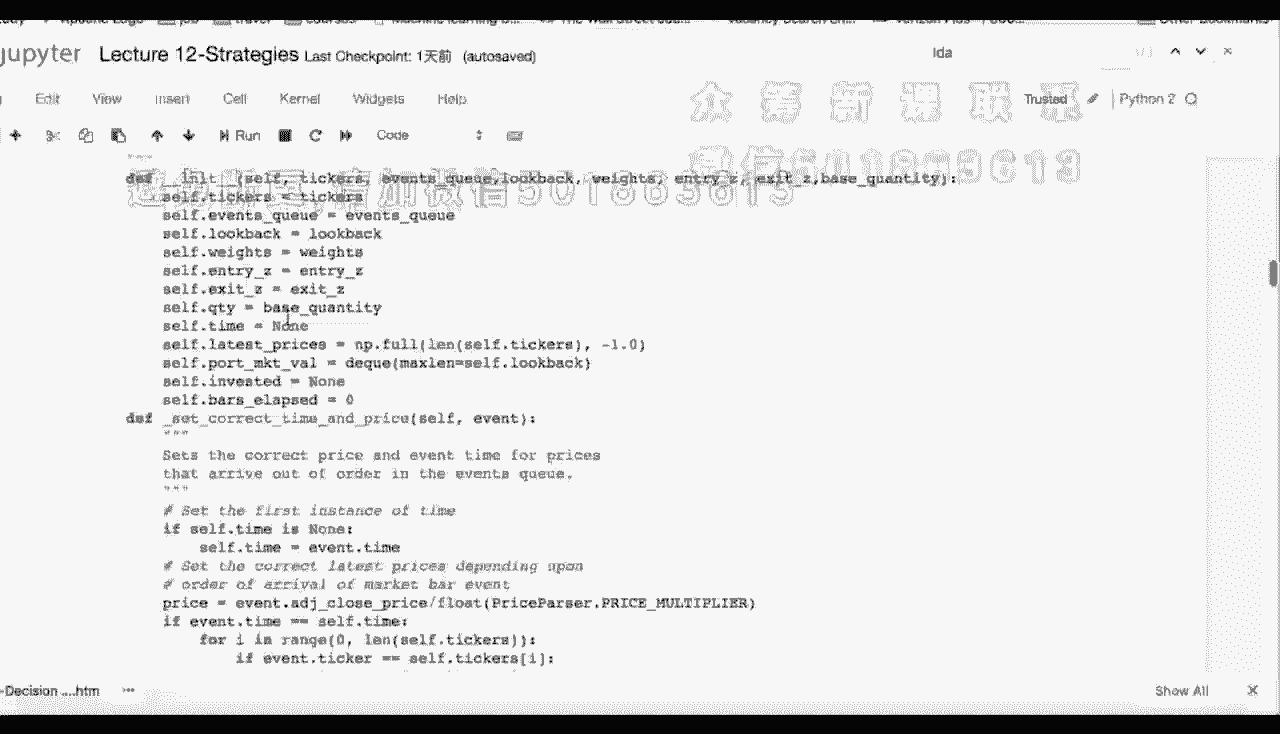 jupyter Lecture 12-Strategies Last Checkpoint: 1天前 (autosaved)
lda
Edit View Insert Cell Kernel Widgets Help Trusted Python 2
Run Code
def __init__(self, tickers, events_queue,lookback, weights, entry_z, exit_z,base_quantity):
self.tickers = tickers
self.events_queue = events_queue
self.lookback = lookback
self.weights = weights
self.entry_z = entry_z
self.exit_z = exit_z
self.qty = base_quantity
self.time = None
self.latest_prices = np.full(len(self.tickers), -1.0)
self.port_mkt_val = deque(maxlen=self.lookback)
self.invested = None
self.bars_elapsed = 0
def _set_correct_time_and_price(self, event):
"""
Sets the correct price and event time for prices
that arrive out of order in the events queue.
"""
# Set the first instance of time
if self.time is None:
self.time = event.time
# Set the correct latest prices depending upon
# order of arrival of market bar event
price = event.adj_close_price/float(PriceParser.PRICE_MULTIPLIER)
if event.time == self.time:
for i in range(0, len(self.tickers)):
if event.ticker == self.tickers[i]:
-Decision ....htm Show All